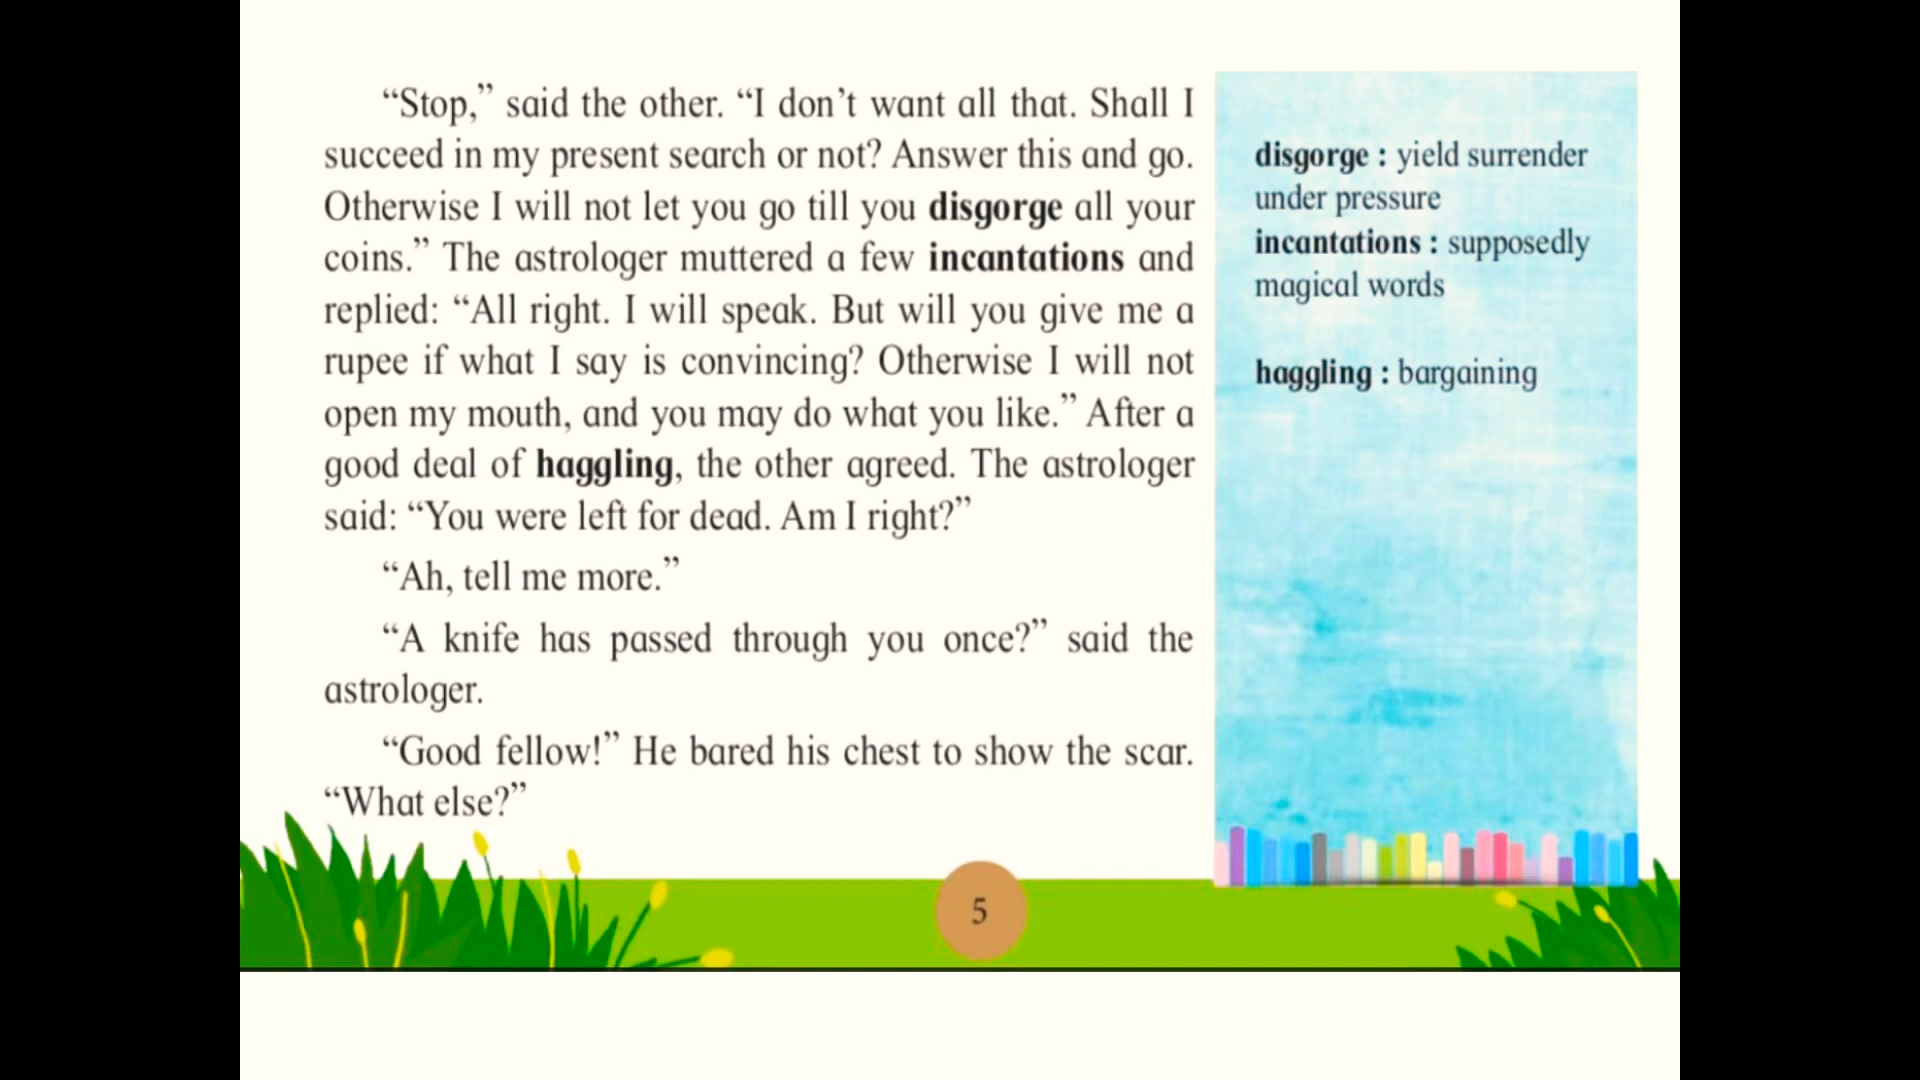 “Stop,” said the other. “I don’t want all that. Shall I
succeed in my present search or not? Answer this and go.
Otherwise I will not let you go till you disgorge all your
coins.” The astrologer muttered a few incantations and
replied: “All right. I will speak. But will you give me a
rupee if what I say is convincing? Otherwise I will not
open my mouth, and you may do what you like.” After a
good deal of haggling, the other agreed. The astrologer
said: “You were left for dead. Am I right?”
“Ah, tell me more.”
“A knife has passed through you once?” said the
astrologer.
“Good fellow!” He bared his chest to show the scar.
“What else?”
disgorge : yield surrender
under pressure
incantations : supposedly
magical words
haggling : bargaining
5